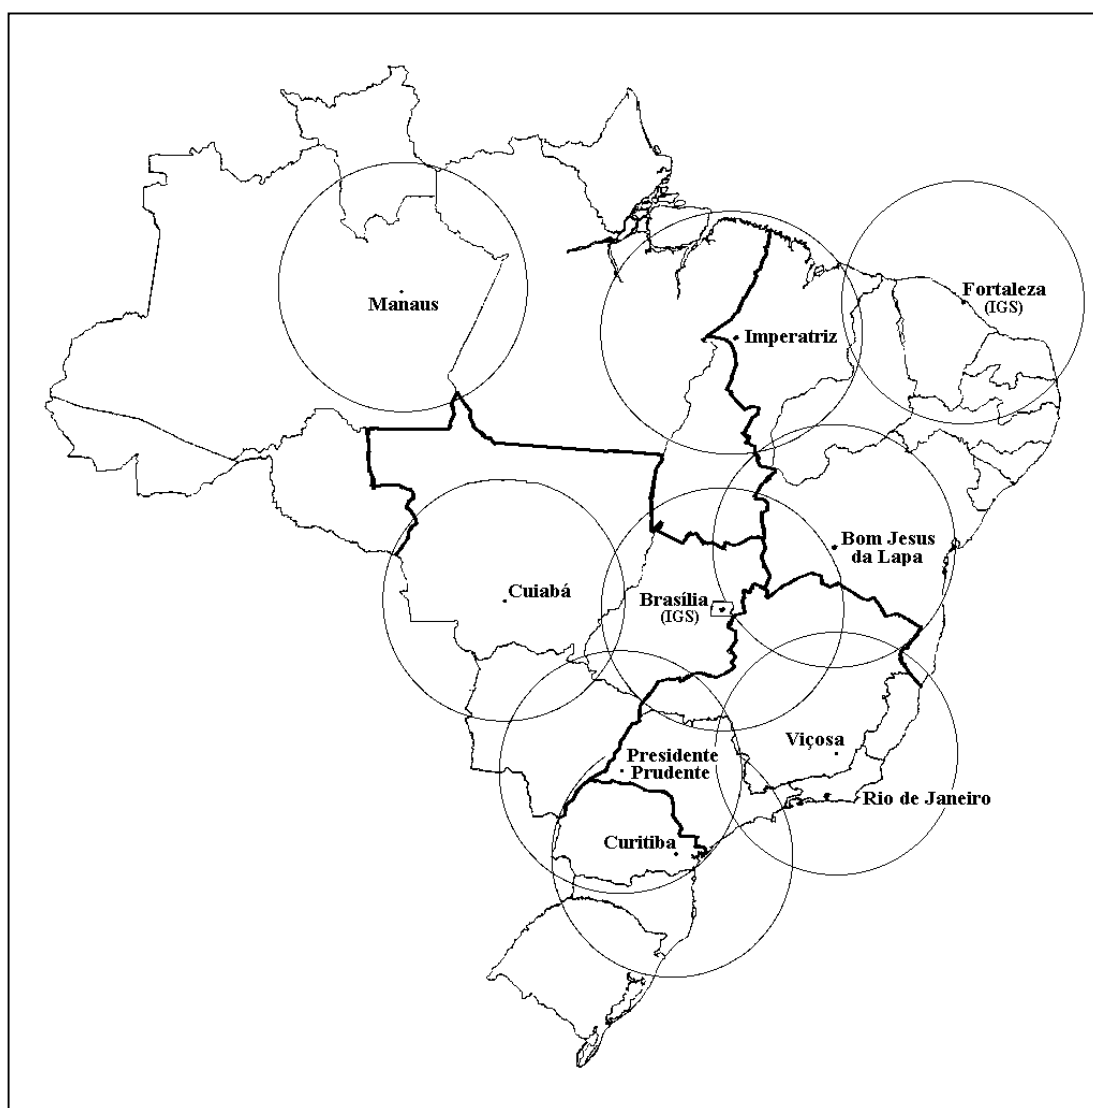 Manaus
Fortaleza
(IGS)
Imperatriz
Bom Jesus
da Lapa
Cuiabá
Brasília
(IGS)
Viçosa
Presidente
Prudente
Rio de Janeiro
Curitiba